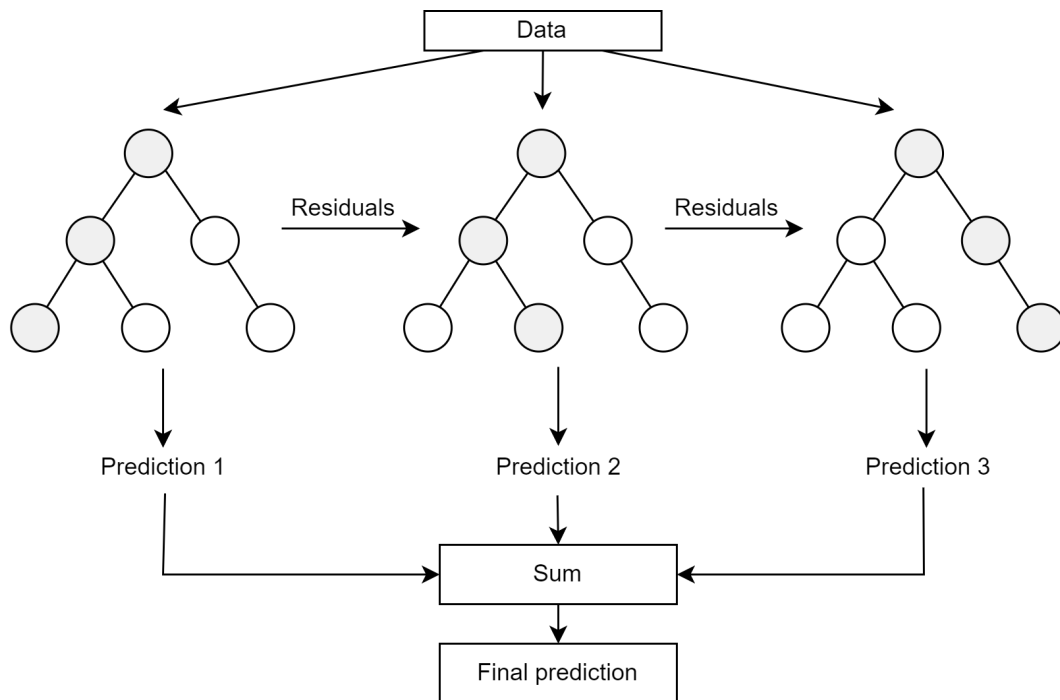 Data
Residuals
Residuals
Prediction 1
Prediction 2
Prediction 3
Sum
Final prediction